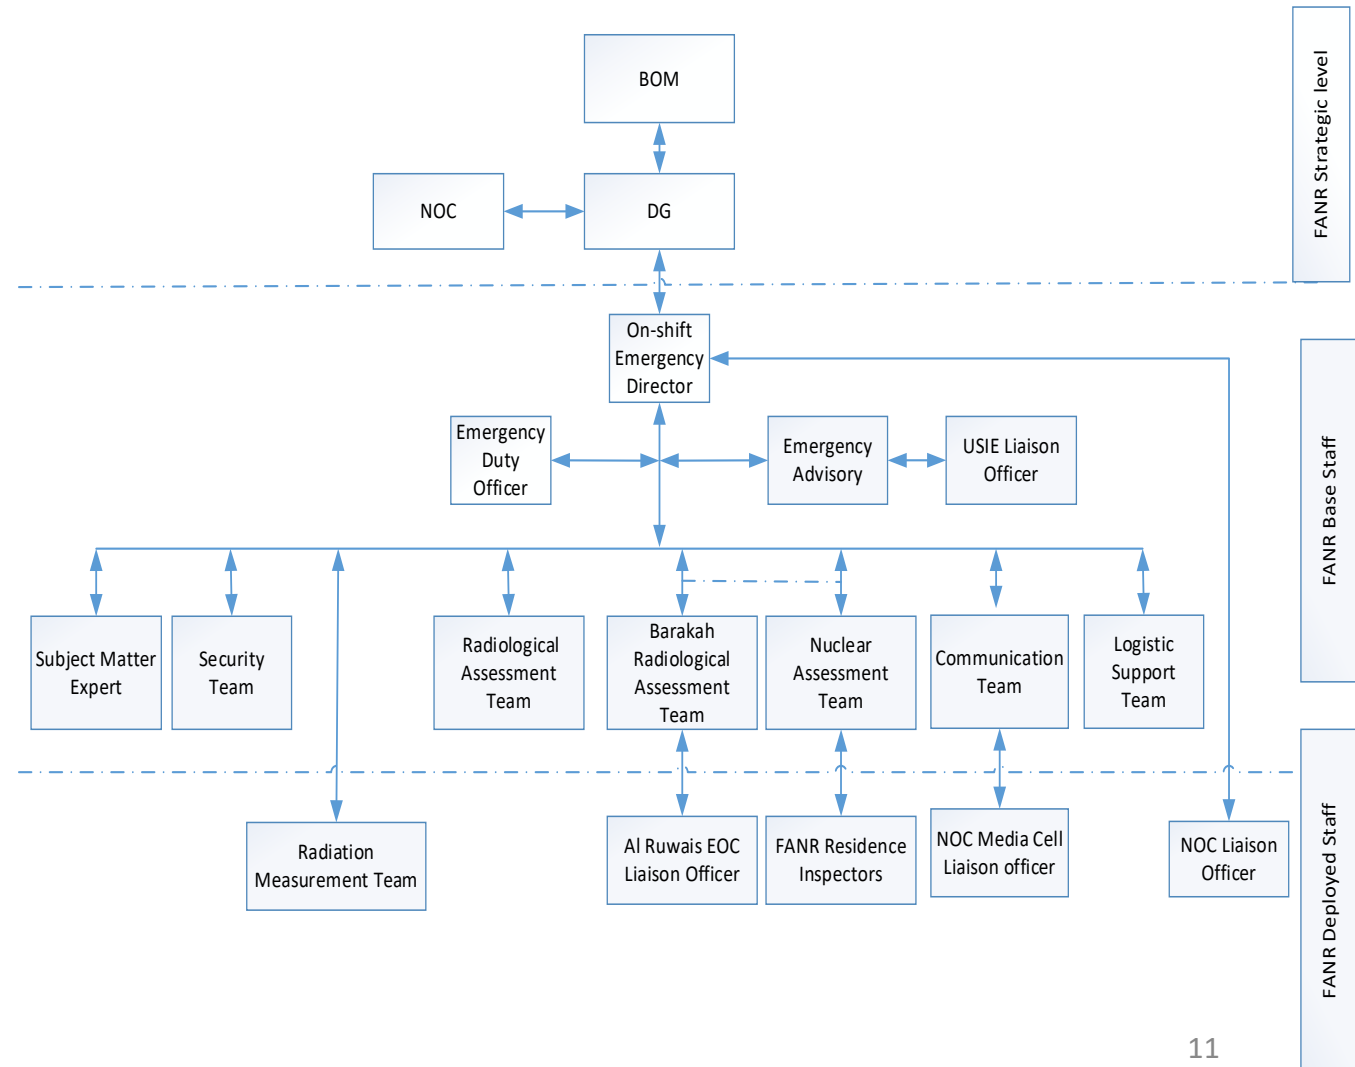 BOM
FANR Strategic level
NOC
DG
On-shift
Emergency
Director
FANR Base Staff
Emergency
Duty
Officer
Emergency
Advisory
USIE Liaison
Officer
Subject Matter
Expert
Security
Team
Radiological
Assessment
Team
Barakah
Radiological
Assessment
Team
Nuclear
Assessment
Team
Communication
Team
Logistic
Support
Team
FANR Deployed Staff
Radiation
Measurement Team
Al Ruwais EOC
Liaison Officer
FANR Residence
Inspectors
NOC Media Cell
Liaison officer
NOC Liaison
Officer
11